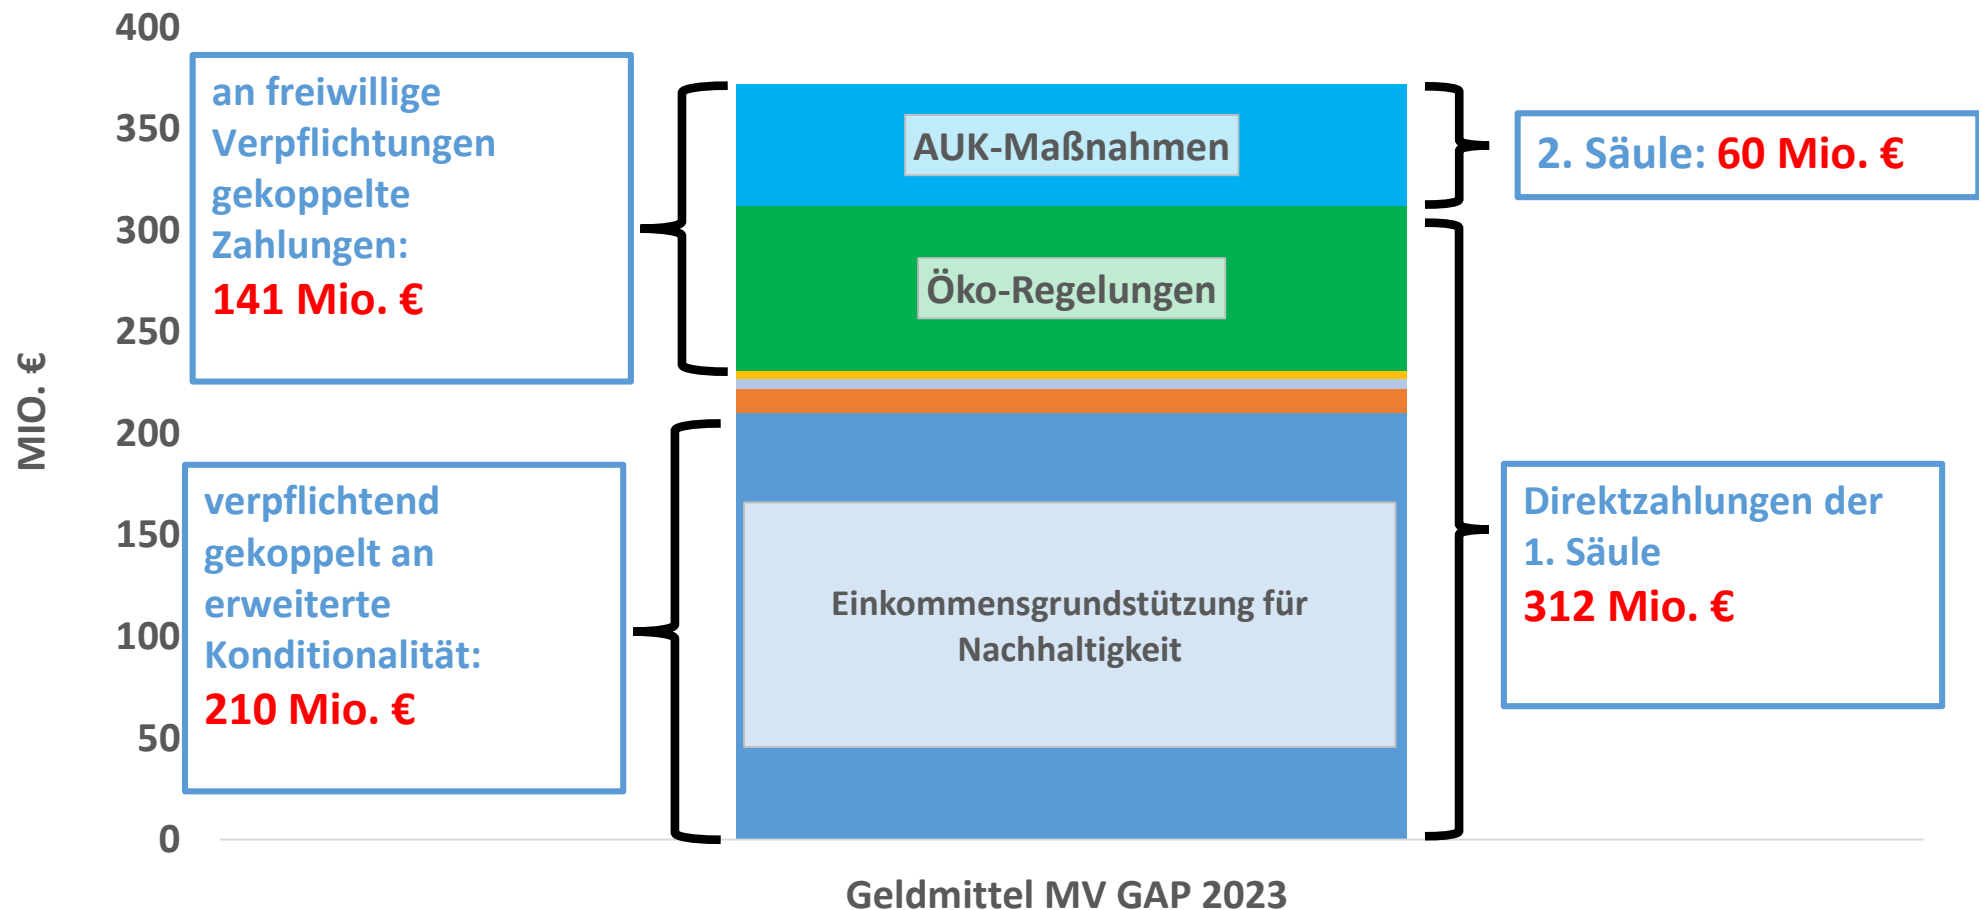 400
350
300
250
200
150
100
50
0
MIO. €
an freiwillige
Verpflichtungen
gekoppelte
Zahlungen:
141 Mio. €
verpflichtend
gekoppelt an
erweiterte
Konditionalität:
210 Mio. €
AUK-Maßnahmen
Öko-Regelungen
Einkommensgrundstützung für
Nachhaltigkeit
2. Säule: 60 Mio. €
Direktzahlungen der
1. Säule
312 Mio. €
Geldmittel MV GAP 2023